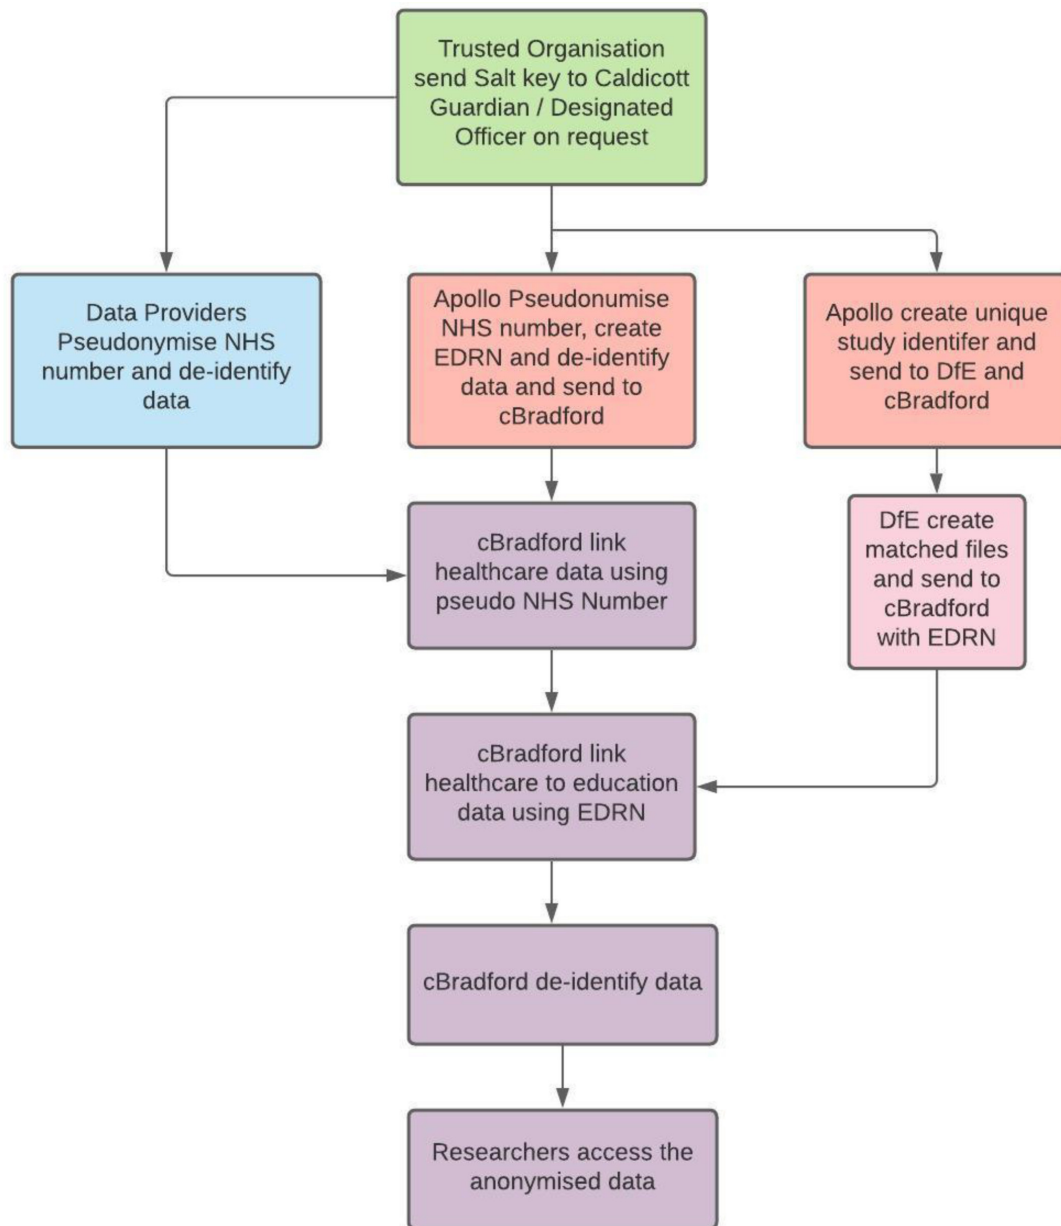 Trusted Organisation
send Salt key to Caldicott
Guardian / Designated
Officer on request
Data Providers
Pseudonymise NHS
number and de-identify
data
Apollo Pseudonumise
NHS number, create
EDRN and de-identify
data and send to
cBradford
Apollo create unique
study identifer and
send to DfE and
cBradford
cBradford link
healthcare data using
pseudo NHS Number
DfE create
matched files
and send to
cBradford
with EDRN
cBradford link
healthcare to education
data using EDRN
cBradford de-identify data
Researchers access the
anonymised data